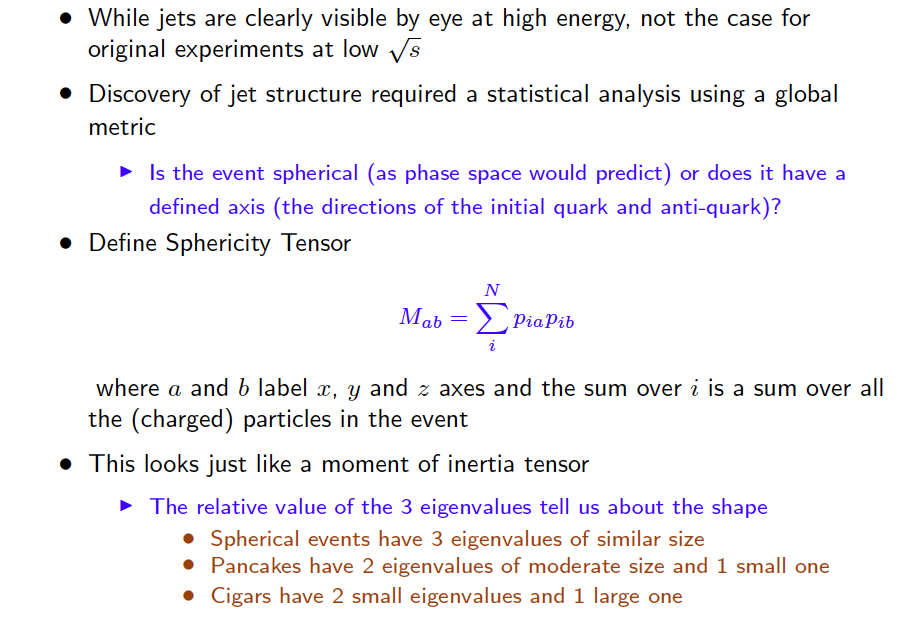 • While jets are clearly visible by eye at high energy, not the case for
original experiments at low √s
• Discovery of jet structure required a statistical analysis using a global
metric
▶ Is the event spherical (as phase space would predict) or does it have a
defined axis (the directions of the initial quark and anti-quark)?
• Define Sphericity Tensor
M_{ab} = \sum_{i}^{N} p_{ia} p_{ib}
where a and b label x, y and z axes and the sum over i is a sum over all
the (charged) particles in the event
• This looks just like a moment of inertia tensor
▶ The relative value of the 3 eigenvalues tell us about the shape
• Spherical events have 3 eigenvalues of similar size
• Pancakes have 2 eigenvalues of moderate size and 1 small one
• Cigars have 2 small eigenvalues and 1 large one